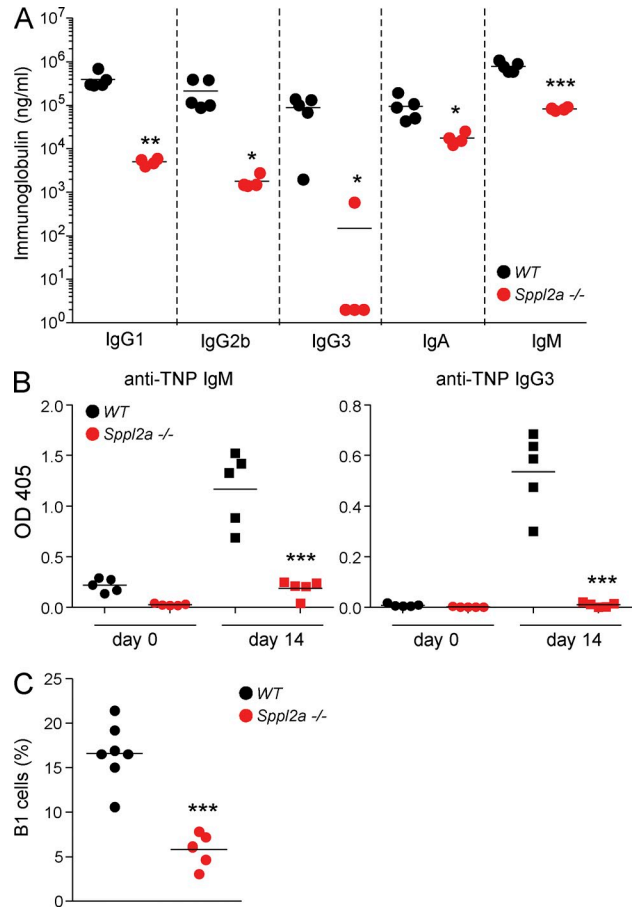 A
Immunoglobulin (ng/ml)
10^7
10^6
10^5
10^4
10^3
10^2
10^1
10^0
**
*
*
*
***
WT
Sppl2a -/-
IgG1 IgG2b IgG3 IgA IgM
B
anti-TNP IgM anti-TNP IgG3
WT
Sppl2a -/-
OD 405
2.0
1.5
1.0
0.5
0.0
***
day 0 day 14
0.8
0.6
0.4
0.2
0.0
***
day 0 day 14
C
WT
Sppl2a -/-
B1 cells (%)
25
20
15
10
5
0
***